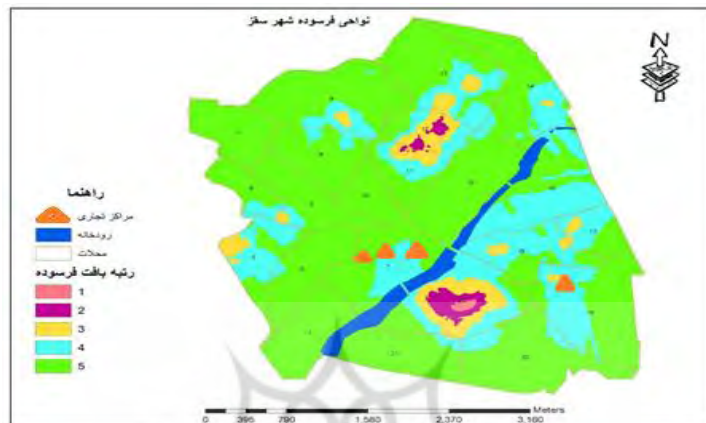 نواحی فرسوده شهر سقز
N
راهنما
مراکز تجاری
رودخانه
محلات
رتبه بافت فرسوده
1
2
3
4
5
Meters
0 395 790 1,580 2,370 3,160